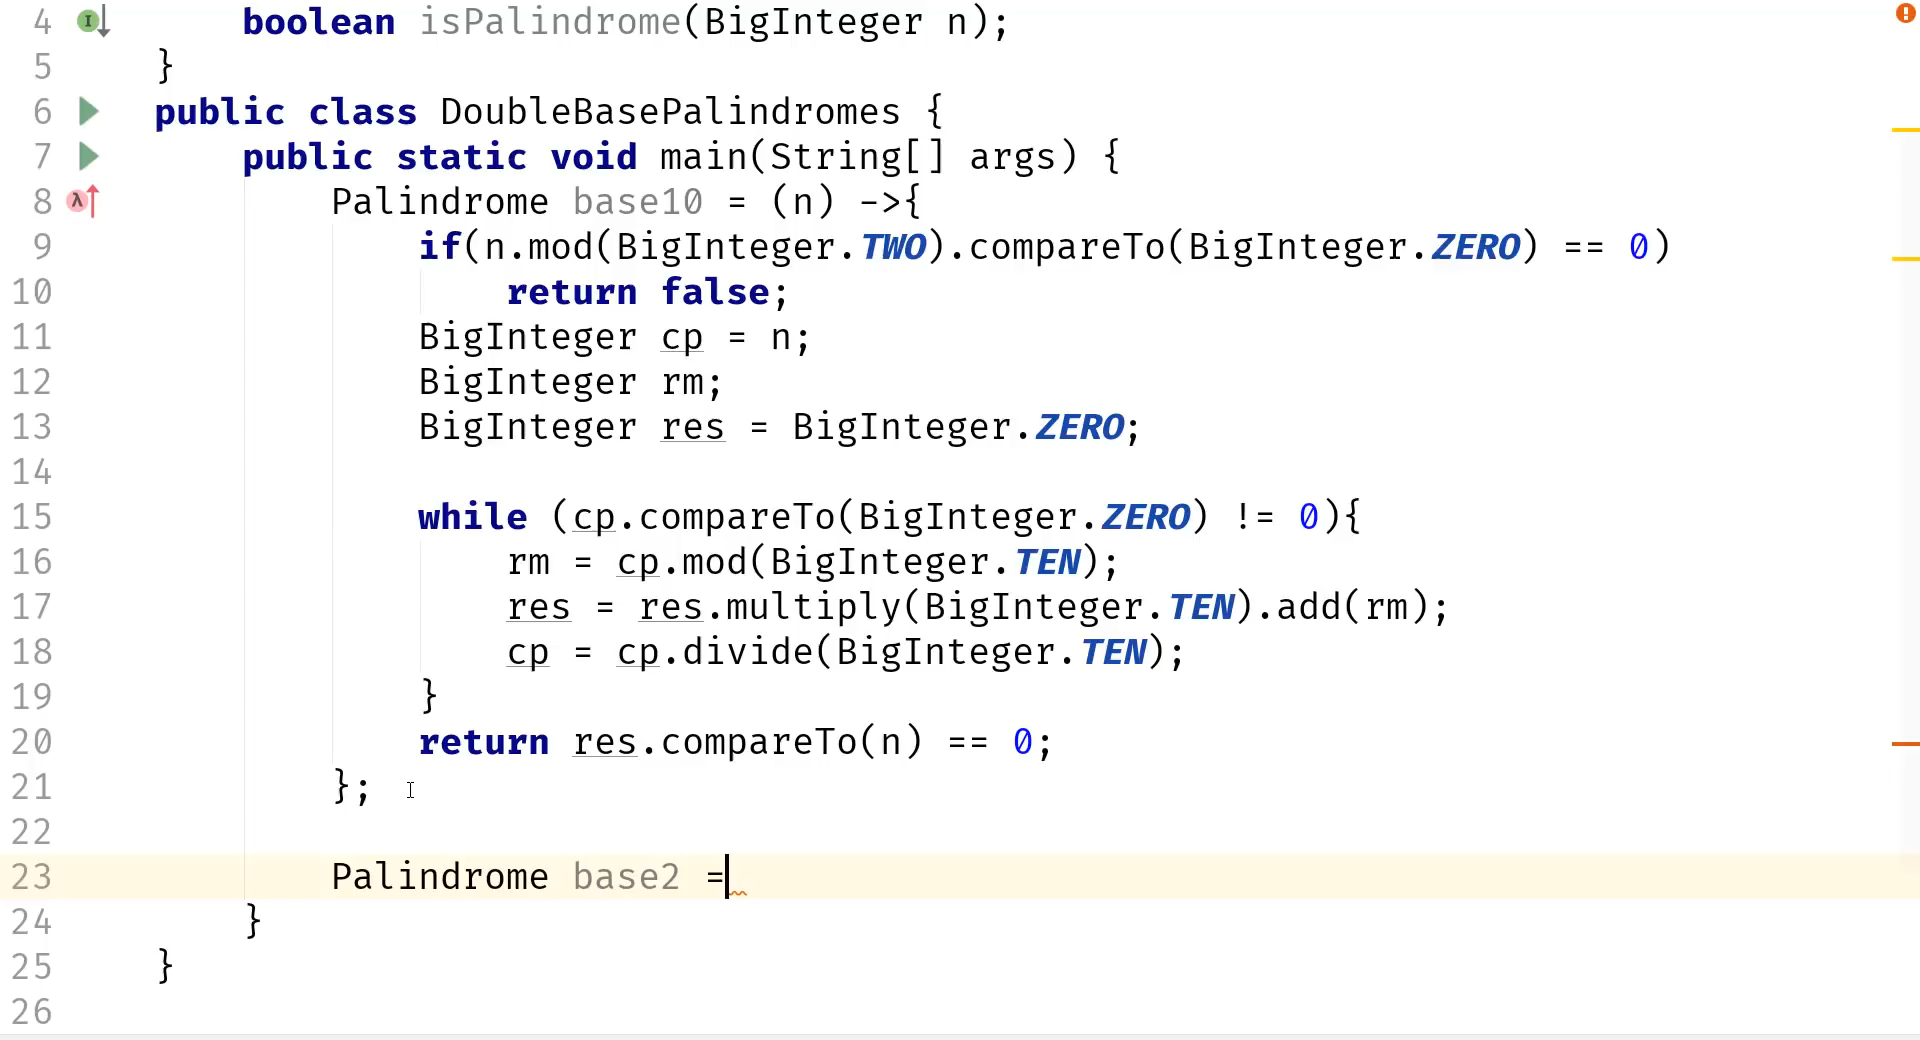 4 boolean isPalindrome(BigInteger n);
5 }
6 public class DoubleBasePalindromes {
7 public static void main(String[] args) {
8 Palindrome base10 = (n) ->{
9 if(n.mod(BigInteger.TWO).compareTo(BigInteger.ZERO) == 0)
10 return false;
11 BigInteger cp = n;
12 BigInteger rm;
13 BigInteger res = BigInteger.ZERO;
14
15 while (cp.compareTo(BigInteger.ZERO) != 0){
16 rm = cp.mod(BigInteger.TEN);
17 res = res.multiply(BigInteger.TEN).add(rm);
18 cp = cp.divide(BigInteger.TEN);
19 }
20 return res.compareTo(n) == 0;
21 };
22
23 Palindrome base2 =
24 }
25 }
26